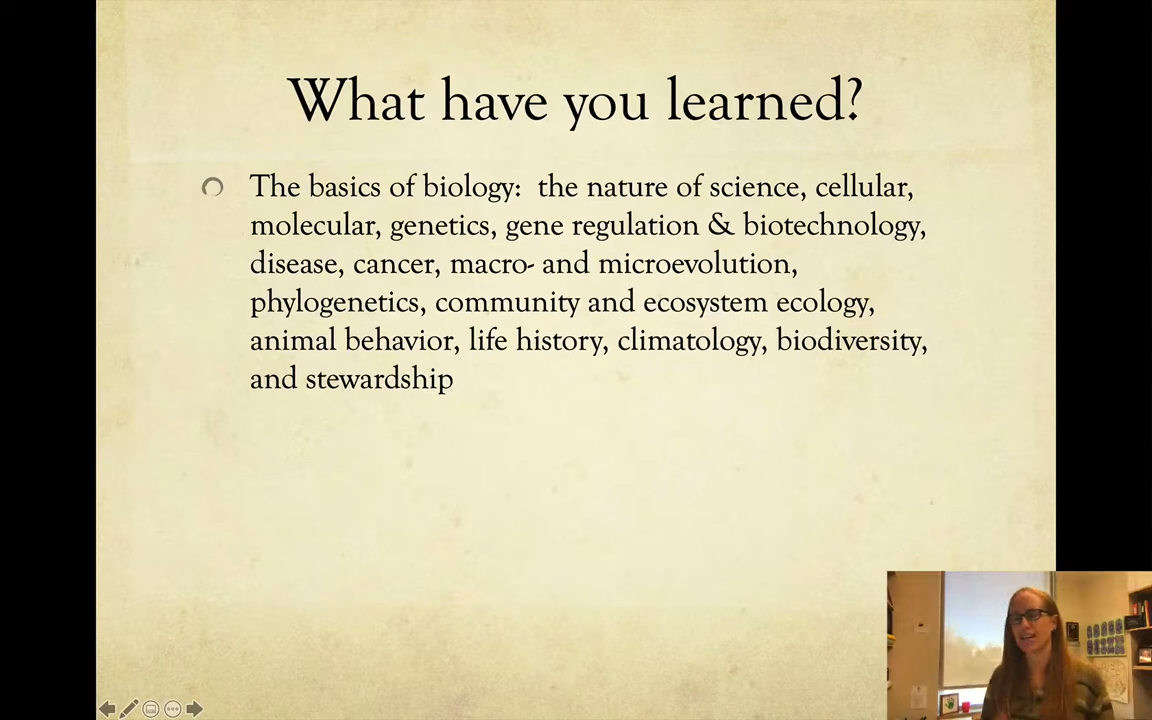 What have you learned?
The basics of biology:  the nature of science, cellular,
molecular, genetics, gene regulation & biotechnology,
disease, cancer, macro- and microevolution,
phylogenetics, community and ecosystem ecology,
animal behavior, life history, climatology, biodiversity,
and stewardship